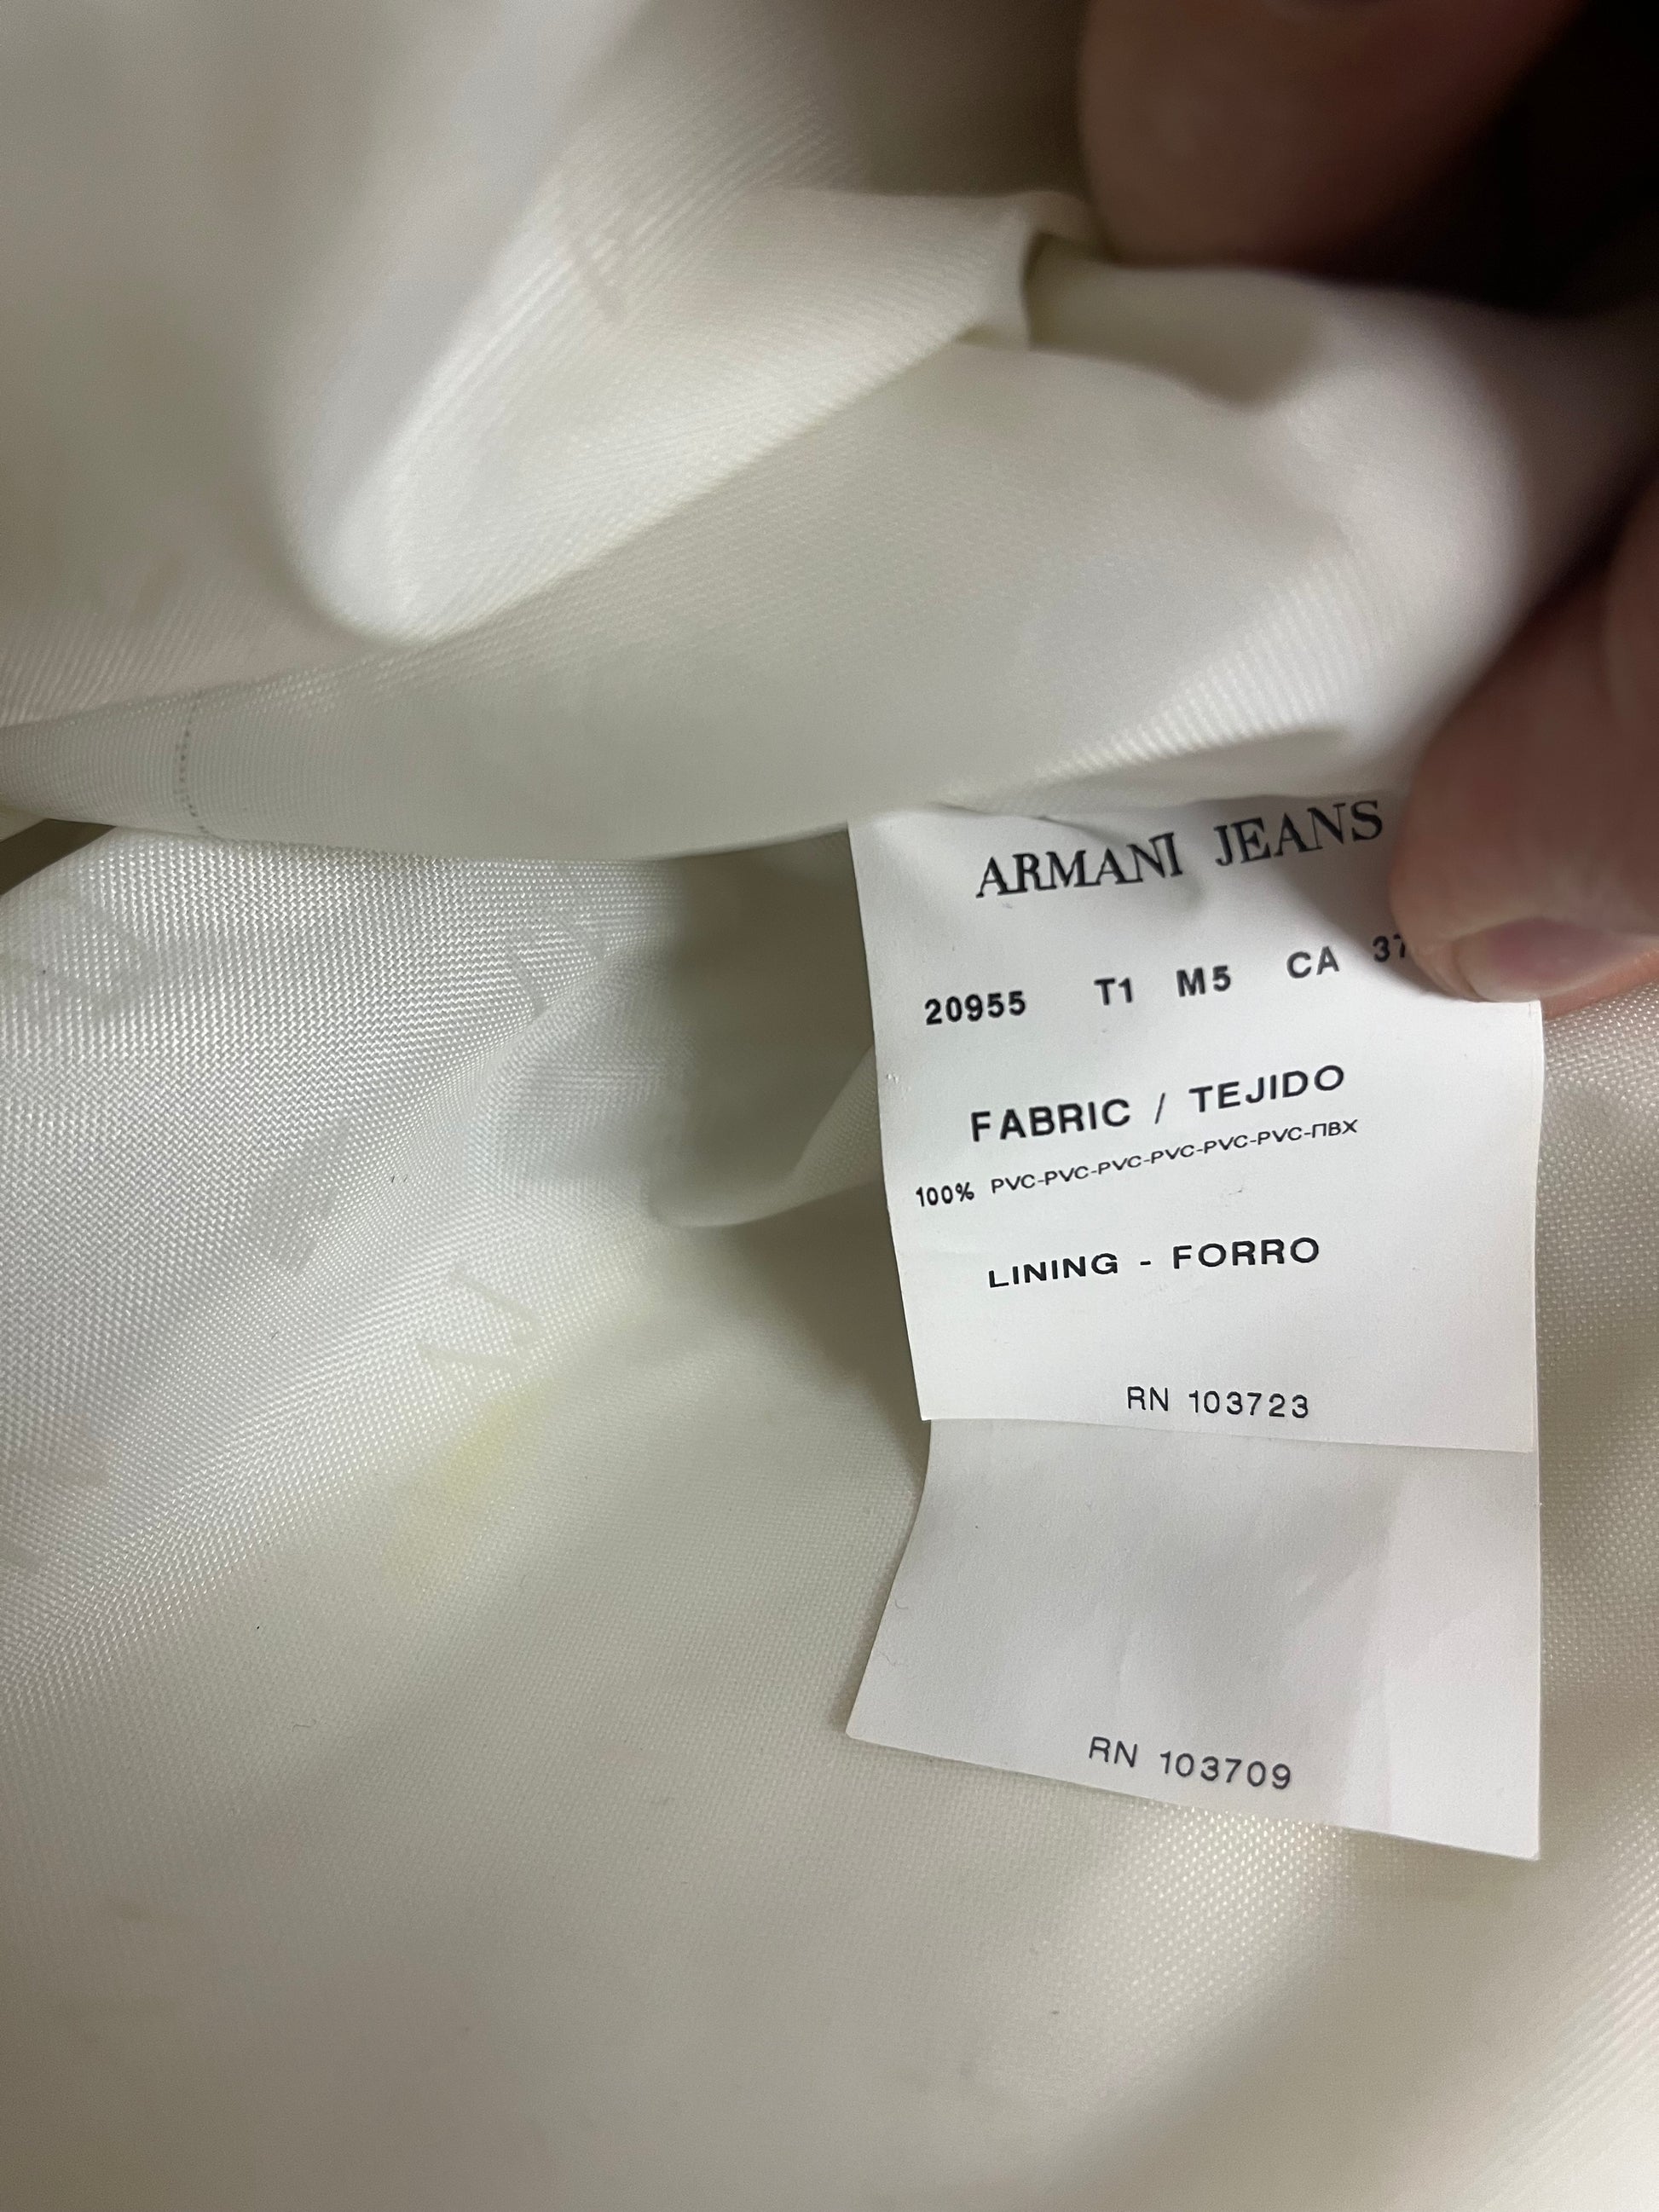 ARMANI JEANS
20955 T1 M5 CA 37
FABRIC / TEJIDO
100% PVC-PVC-PVC-PVC-PVC-PVC-ПВХ
LINING - FORRO
RN 103723
RN 103709